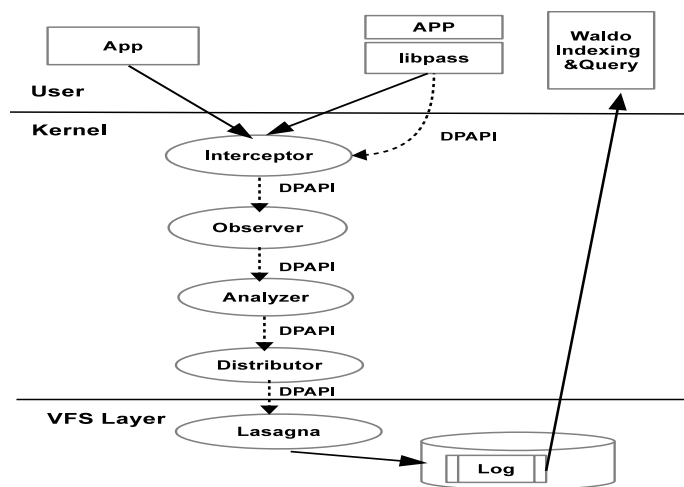 App
APP
libpass
Waldo
Indexing
&Query
User
Kernel
DPAPI
Interceptor
DPAPI
Observer
DPAPI
Analyzer
DPAPI
Distributor
DPAPI
VFS Layer
Lasagna
Log